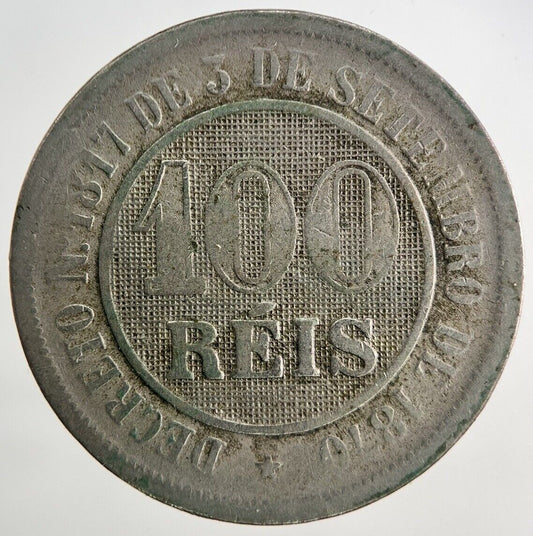 DECRETO N. 1817 DE 3 DE SETEMBRO DE 1870
100
RÉIS